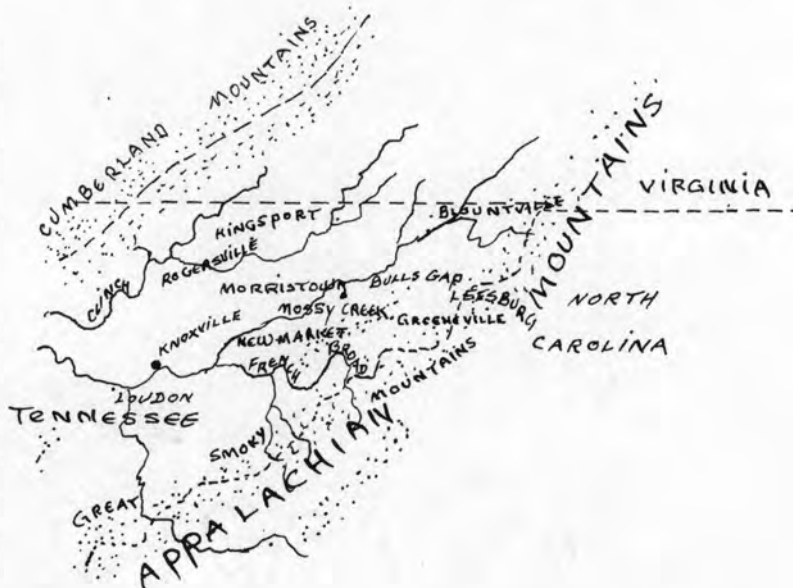 CUMBERLAND MOUNTAINS
APPALACHIAN MOUNTAINS
VIRGINIA
BLOUNTVILLE
KINGSPORT
ROGERSVILLE
CLINCH
MORRISTOWN
BULLS GAP
LEESBURG
NORTH
CAROLINA
MOSSY CREEK
GREENEVILLE
KNOXVILLE
NEW MARKET
FRENCH BROAD
LOUDON
TENNESSEE
GREAT SMOKY MOUNTAINS